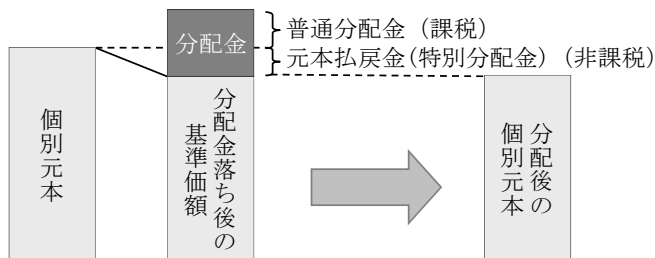 普通分配金（課税）
分配金
元本払戻金(特別分配金)（非課税）
個別元本
分配金落ち後の
基準価額
分配後の
個別元本